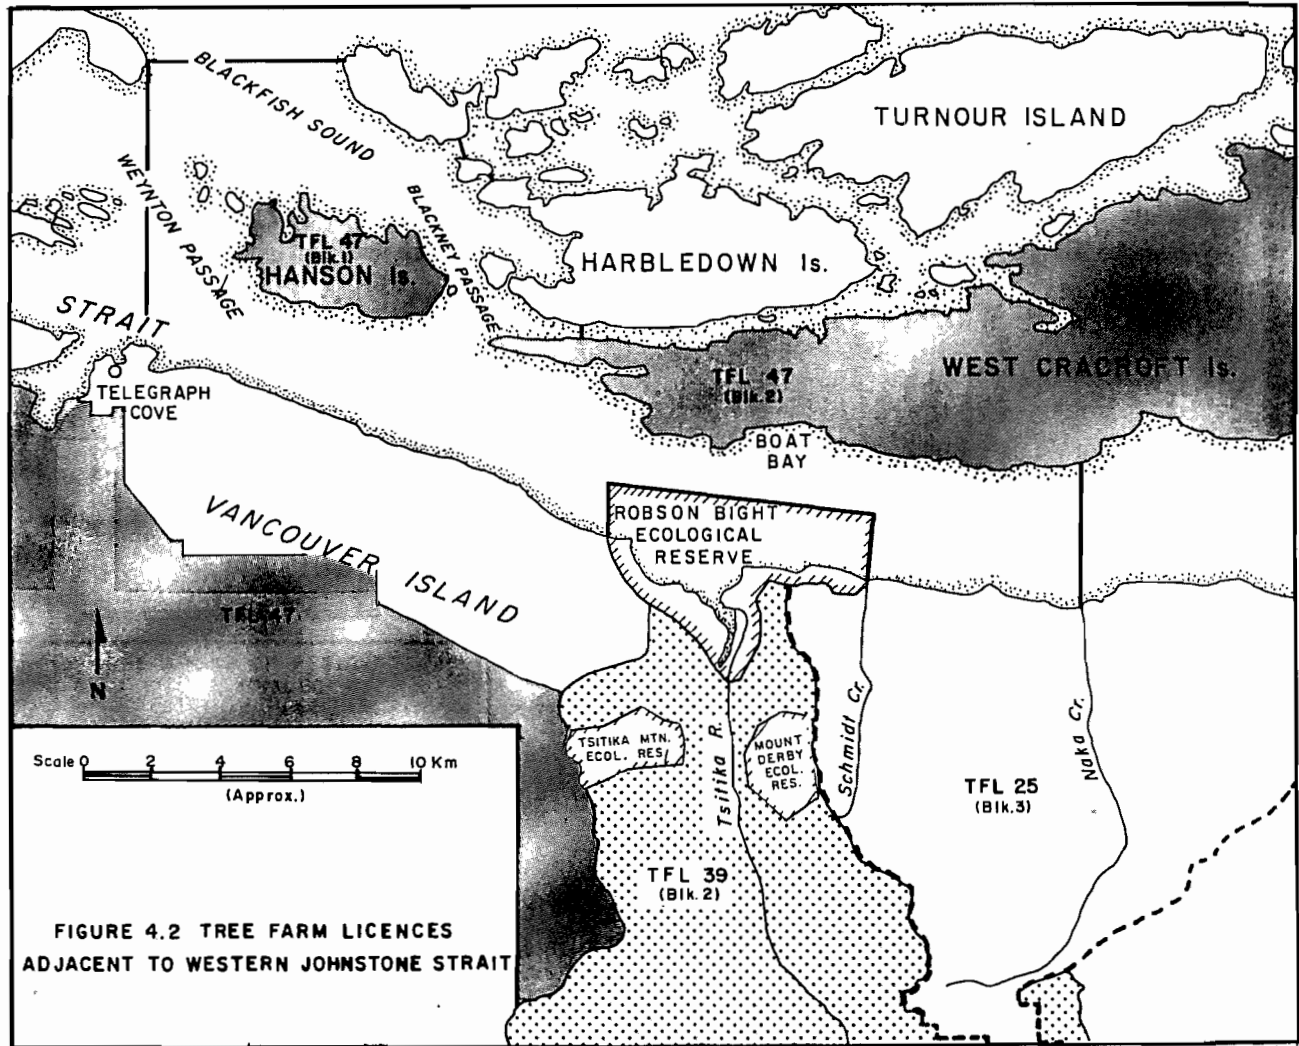 BLACKFISH SOUND
TURNOUR ISLAND
WEYNTON PASSAGE
BLACKNEY PASSAGE
TFL 47
(Blk.1)
HANSON Is.
HARBLEDOWN Is.
STRAIT
WEST CRACROFT Is.
TFL 47
(Blk.2)
TELEGRAPH
COVE
BOAT
BAY
VANCOUVER ISLAND
ROBSON BIGHT
ECOLOGICAL
RESERVE
TFL 47
N
Schmidt Cr.
Naka Cr.
Tsitika R.
TSITIKA MTN.
ECOL. RES.
MOUNT
DERBY
ECOL.
RES.
Scale 0 2 4 6 8 10 Km
(Approx.)
TFL 25
(Blk.3)
TFL 39
(Blk.2)
FIGURE 4.2 TREE FARM LICENCES
ADJACENT TO WESTERN JOHNSTONE STRAIT